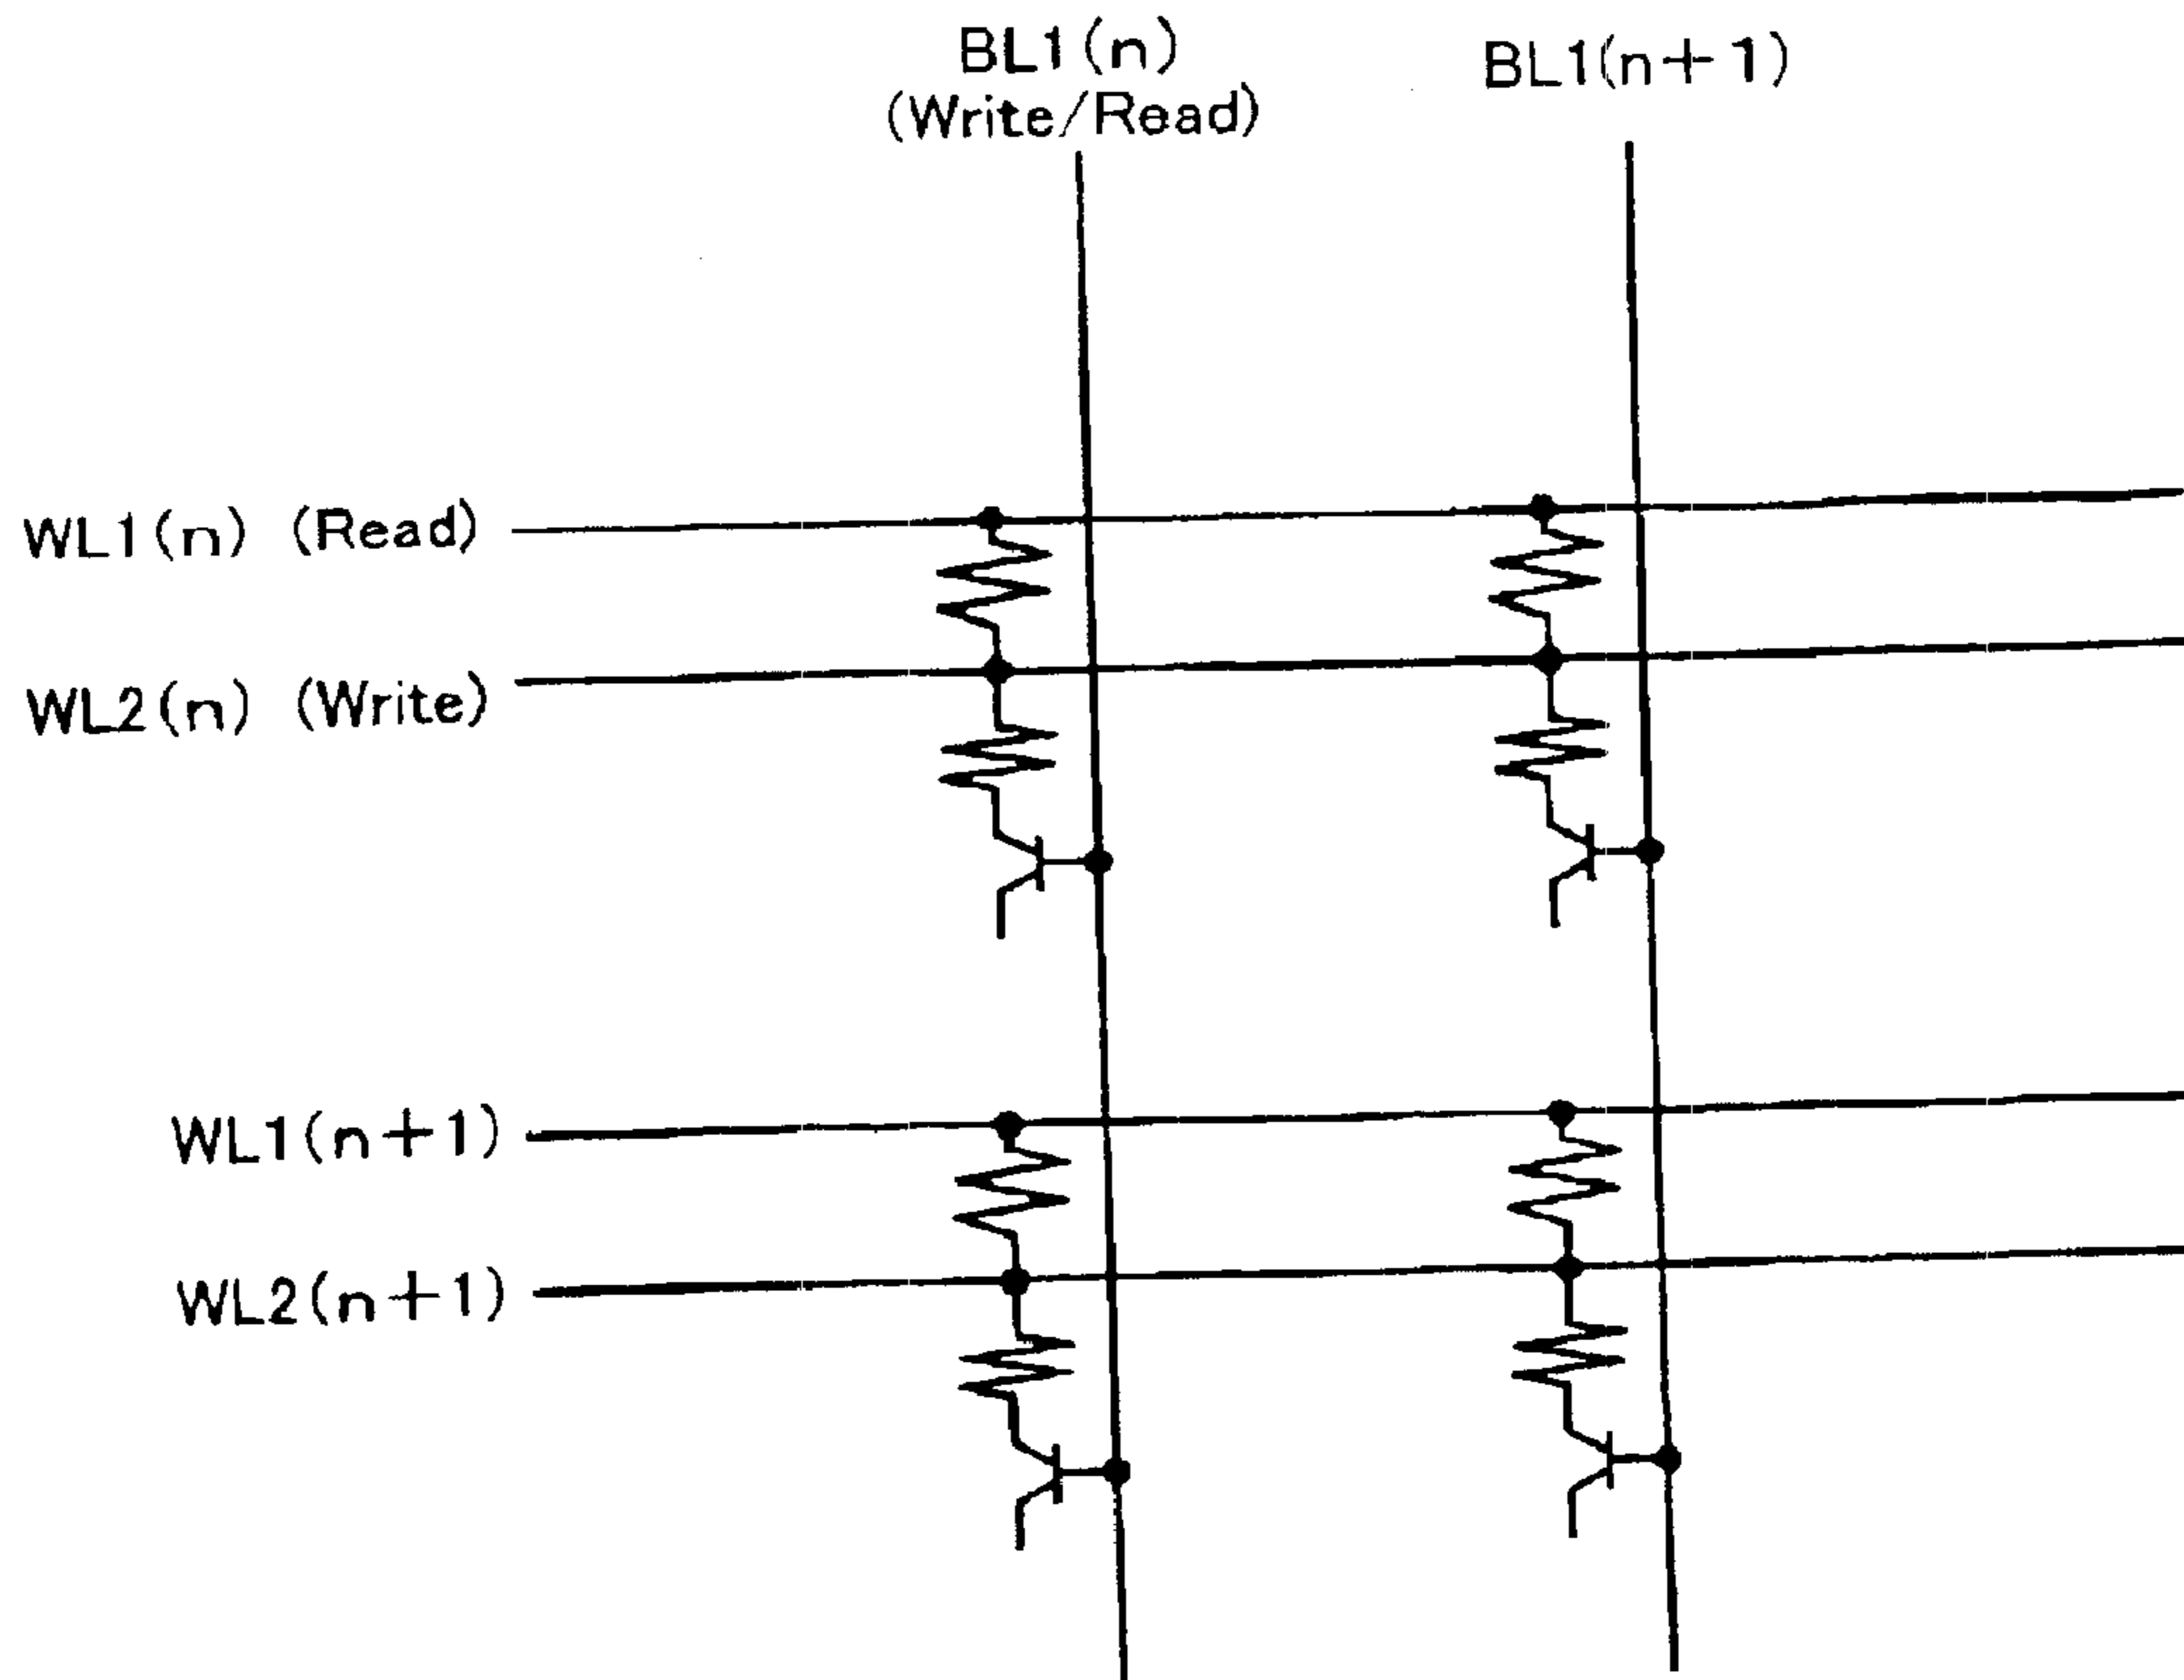 BL1(n)
(Write/Read)
BL1(n+1)
WL1(n) (Read)
WL2(n) (Write)
WL1(n+1)
WL2(n+1)